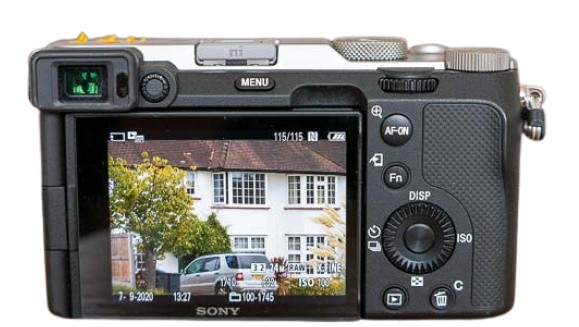 MENU
115/115
AF-ON
Fn
DISP
ISO
RAW
ISO 100
7- 9-2020 13:27 100-1745
C
SONY